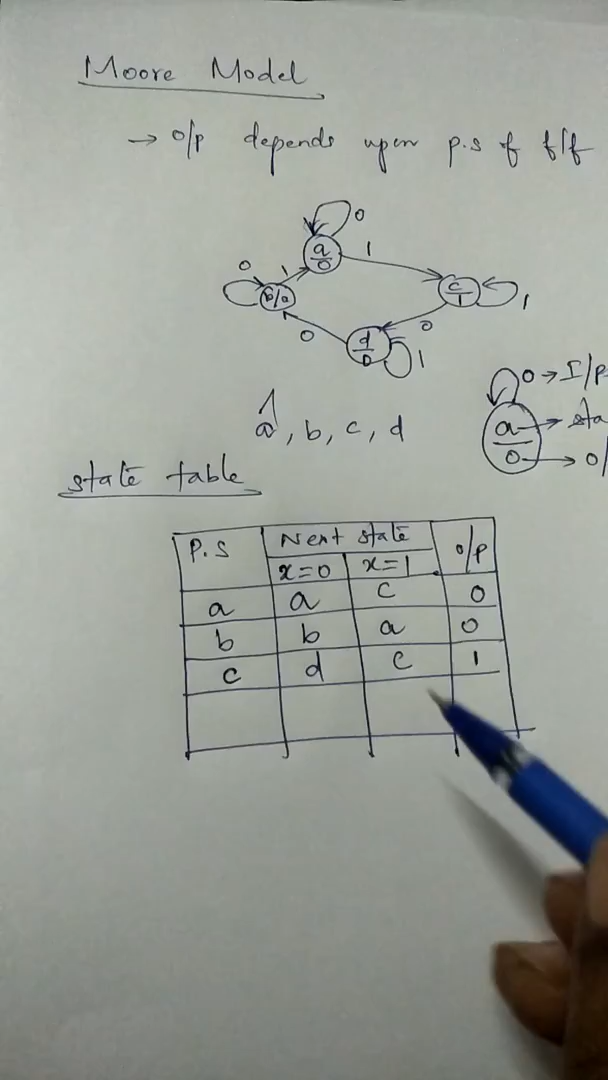 Moore Model
→ o/p depends upon p.s of f/f
0
a/0
1
0
1
b/0
c/1
1
0
0
d/0
1
0 → I/p
a → sta
0 → o/
a, b, c, d
state table
P.S Next state o/p
x=0 x=1
a a c 0
b b a 0
c d c 1